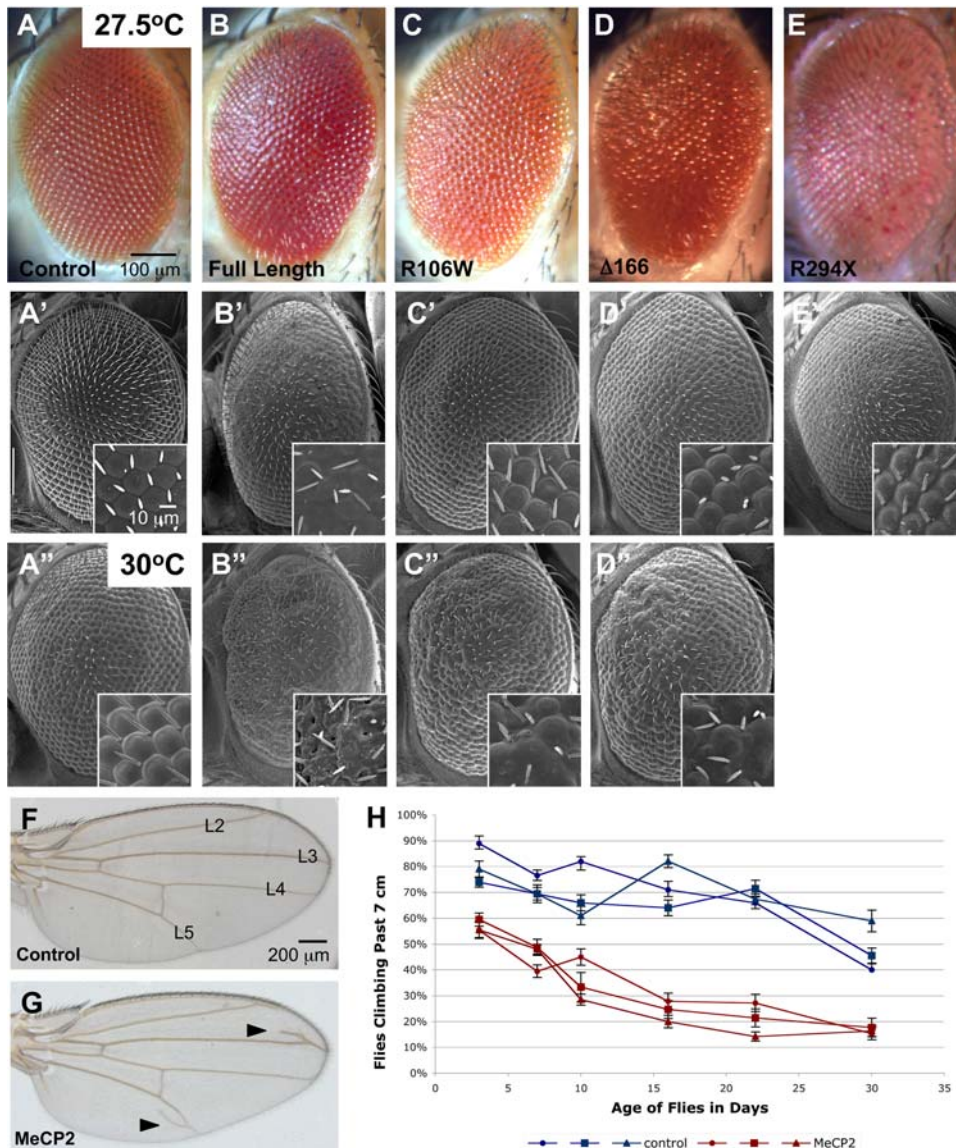 A 27.5°C B C D E
Control Full Length R106W Δ166 R294X
100 μm
A' B' C' D' E'
10 μm
A'' 30°C B'' C'' D''
F
L2
L3
L4
L5
Control
200 μm
G
MeCP2
H
Flies Climbing Past 7 cm
100%
90%
80%
70%
60%
50%
40%
30%
20%
10%
0%
0 5 10 15 20 25 30 35
Age of Flies in Days
control MeCP2